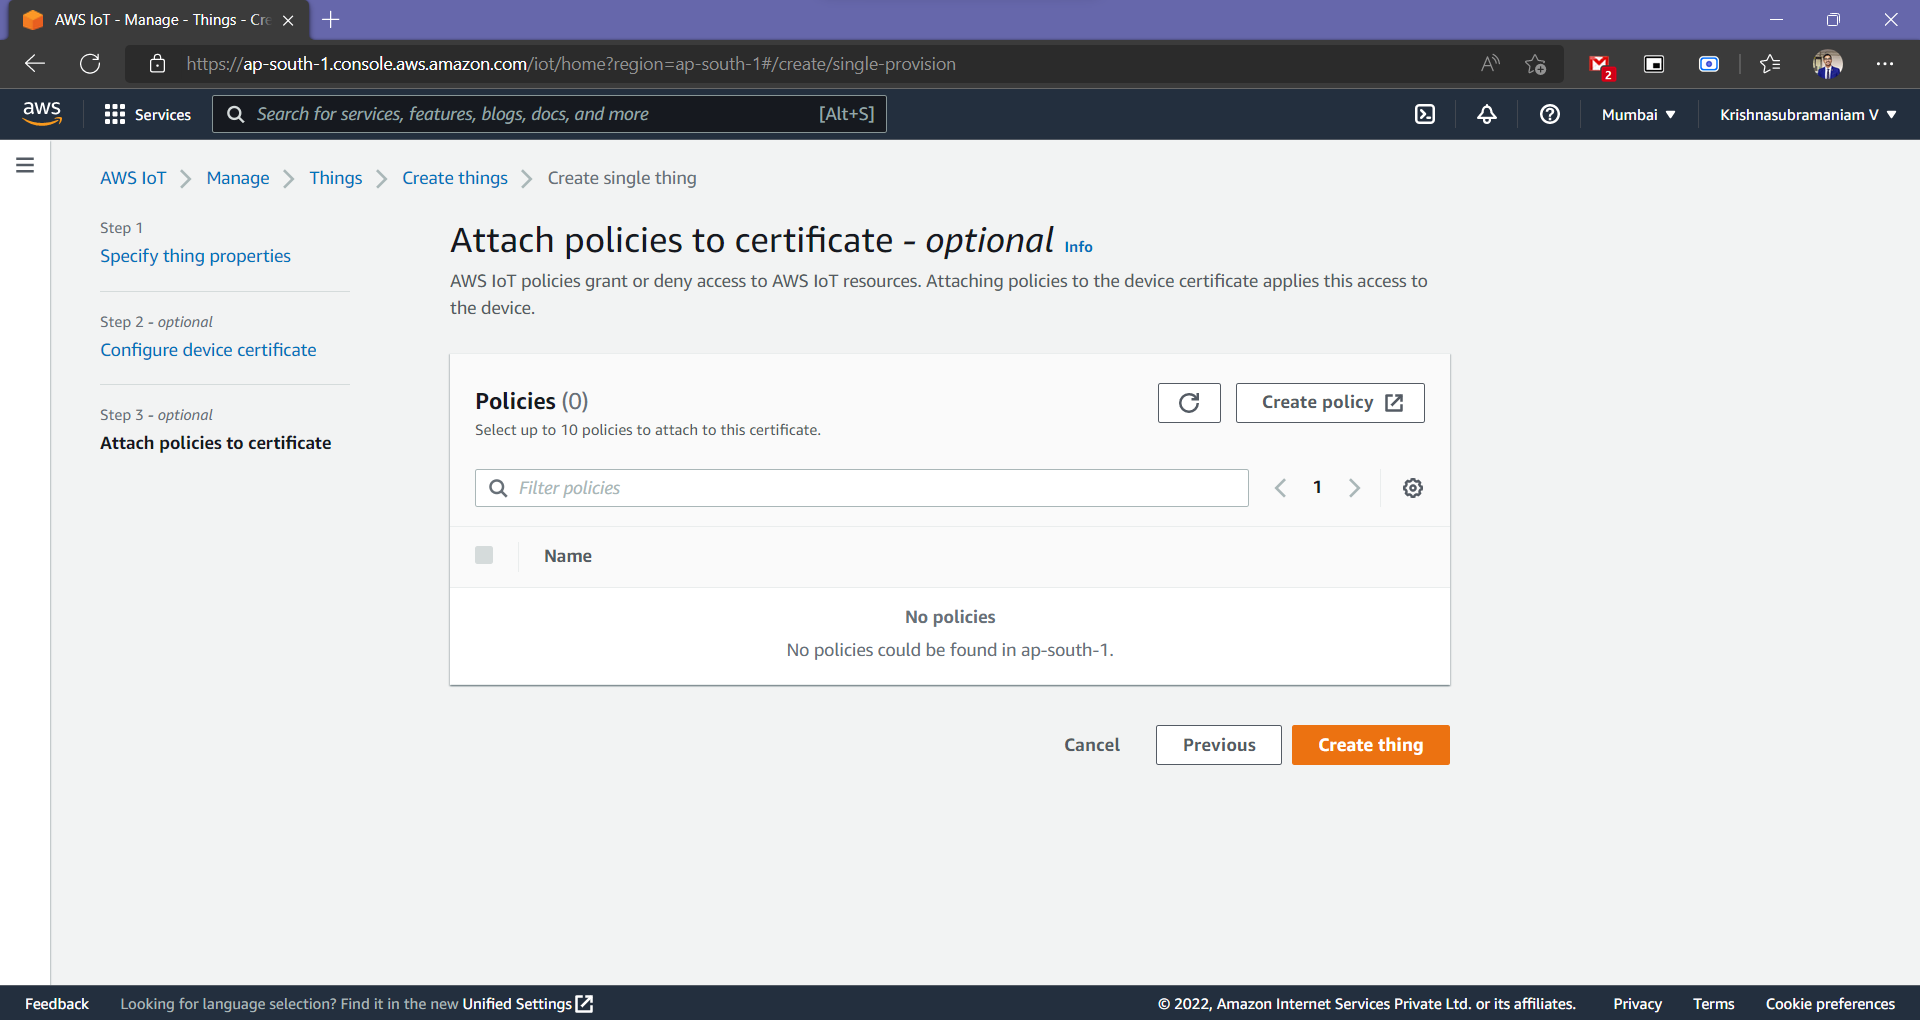 AWS IoT - Manage - Things - Cre
https://ap-south-1.console.aws.amazon.com/iot/home?region=ap-south-1#/create/single-provision
2
aws
Services
Search for services, features, blogs, docs, and more
[Alt+S]
Mumbai
Krishnasubramaniam V
AWS IoT > Manage > Things > Create things > Create single thing
Step 1
Specify thing properties
Step 2 - optional
Configure device certificate
Step 3 - optional
Attach policies to certificate
Attach policies to certificate - optional Info
AWS IoT policies grant or deny access to AWS IoT resources. Attaching policies to the device certificate applies this access to
the device.
Policies (0)
Select up to 10 policies to attach to this certificate.
Create policy
Filter policies
1
Name
No policies
No policies could be found in ap-south-1.
Cancel
Previous
Create thing
Feedback
Looking for language selection? Find it in the new Unified Settings
© 2022, Amazon Internet Services Private Ltd. or its affiliates.
Privacy
Terms
Cookie preferences